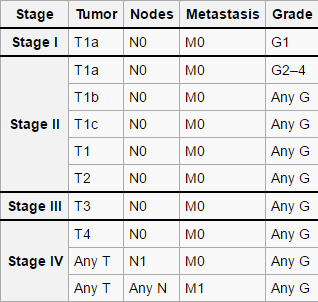 Stage Tumor Nodes Metastasis Grade
Stage I T1a N0 M0 G1
T1a N0 M0 G2–4
T1b N0 M0 Any G
Stage II T1c N0 M0 Any G
T1 N0 M0 Any G
T2 N0 M0 Any G
Stage III T3 N0 M0 Any G
T4 N0 M0 Any G
Stage IV Any T N1 M0 Any G
Any T Any N M1 Any G